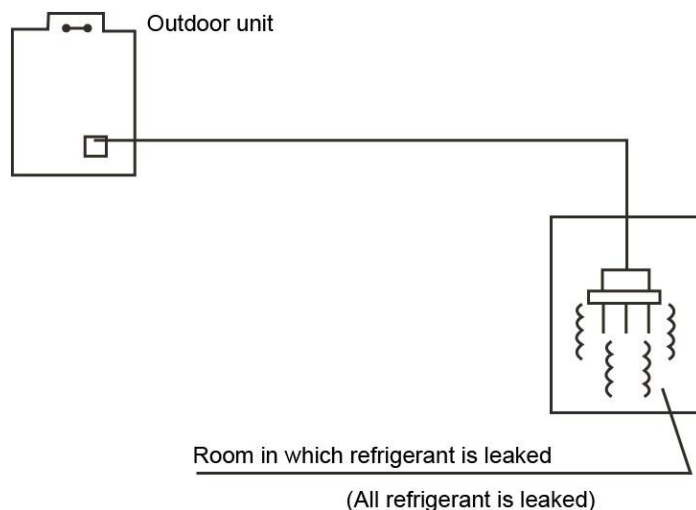 Outdoor unit
Room in which refrigerant is leaked
(All refrigerant is leaked)